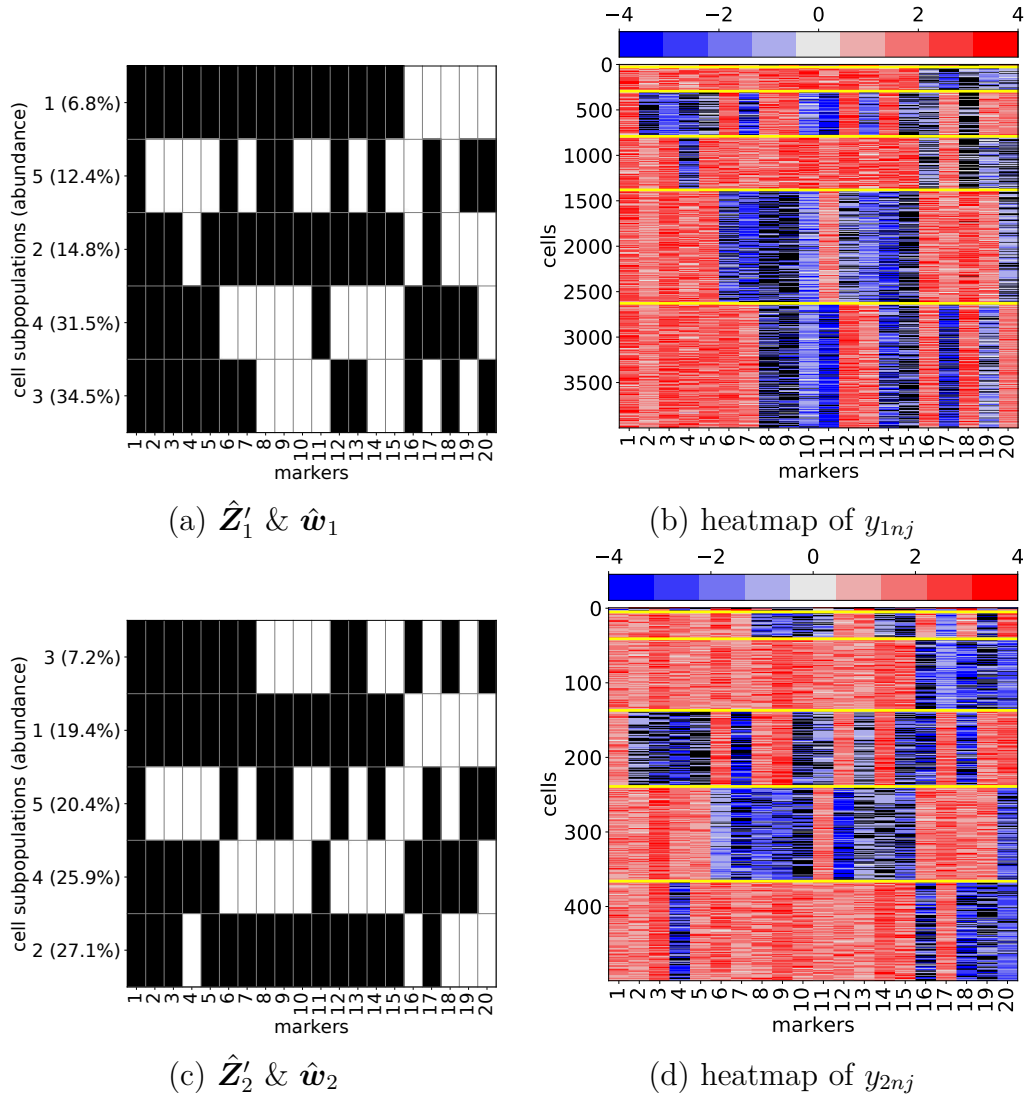 −4 −2 0 2 4
cell subpopulations (abundance)
1 (6.8%)
5 (12.4%)
2 (14.8%)
4 (31.5%)
3 (34.5%)
1 2 3 4 5 6 7 8 9 10 11 12 13 14 15 16 17 18 19 20
markers
cells
0
500
1000
1500
2000
2500
3000
3500
1 2 3 4 5 6 7 8 9 10 11 12 13 14 15 16 17 18 19 20
markers
(a) Ẑ′₁ & ŵ₁
(b) heatmap of y₁ₙⱼ
−4 −2 0 2 4
cell subpopulations (abundance)
3 (7.2%)
1 (19.4%)
5 (20.4%)
4 (25.9%)
2 (27.1%)
1 2 3 4 5 6 7 8 9 10 11 12 13 14 15 16 17 18 19 20
markers
cells
0
100
200
300
400
1 2 3 4 5 6 7 8 9 10 11 12 13 14 15 16 17 18 19 20
markers
(c) Ẑ′₂ & ŵ₂
(d) heatmap of y₂ₙⱼ